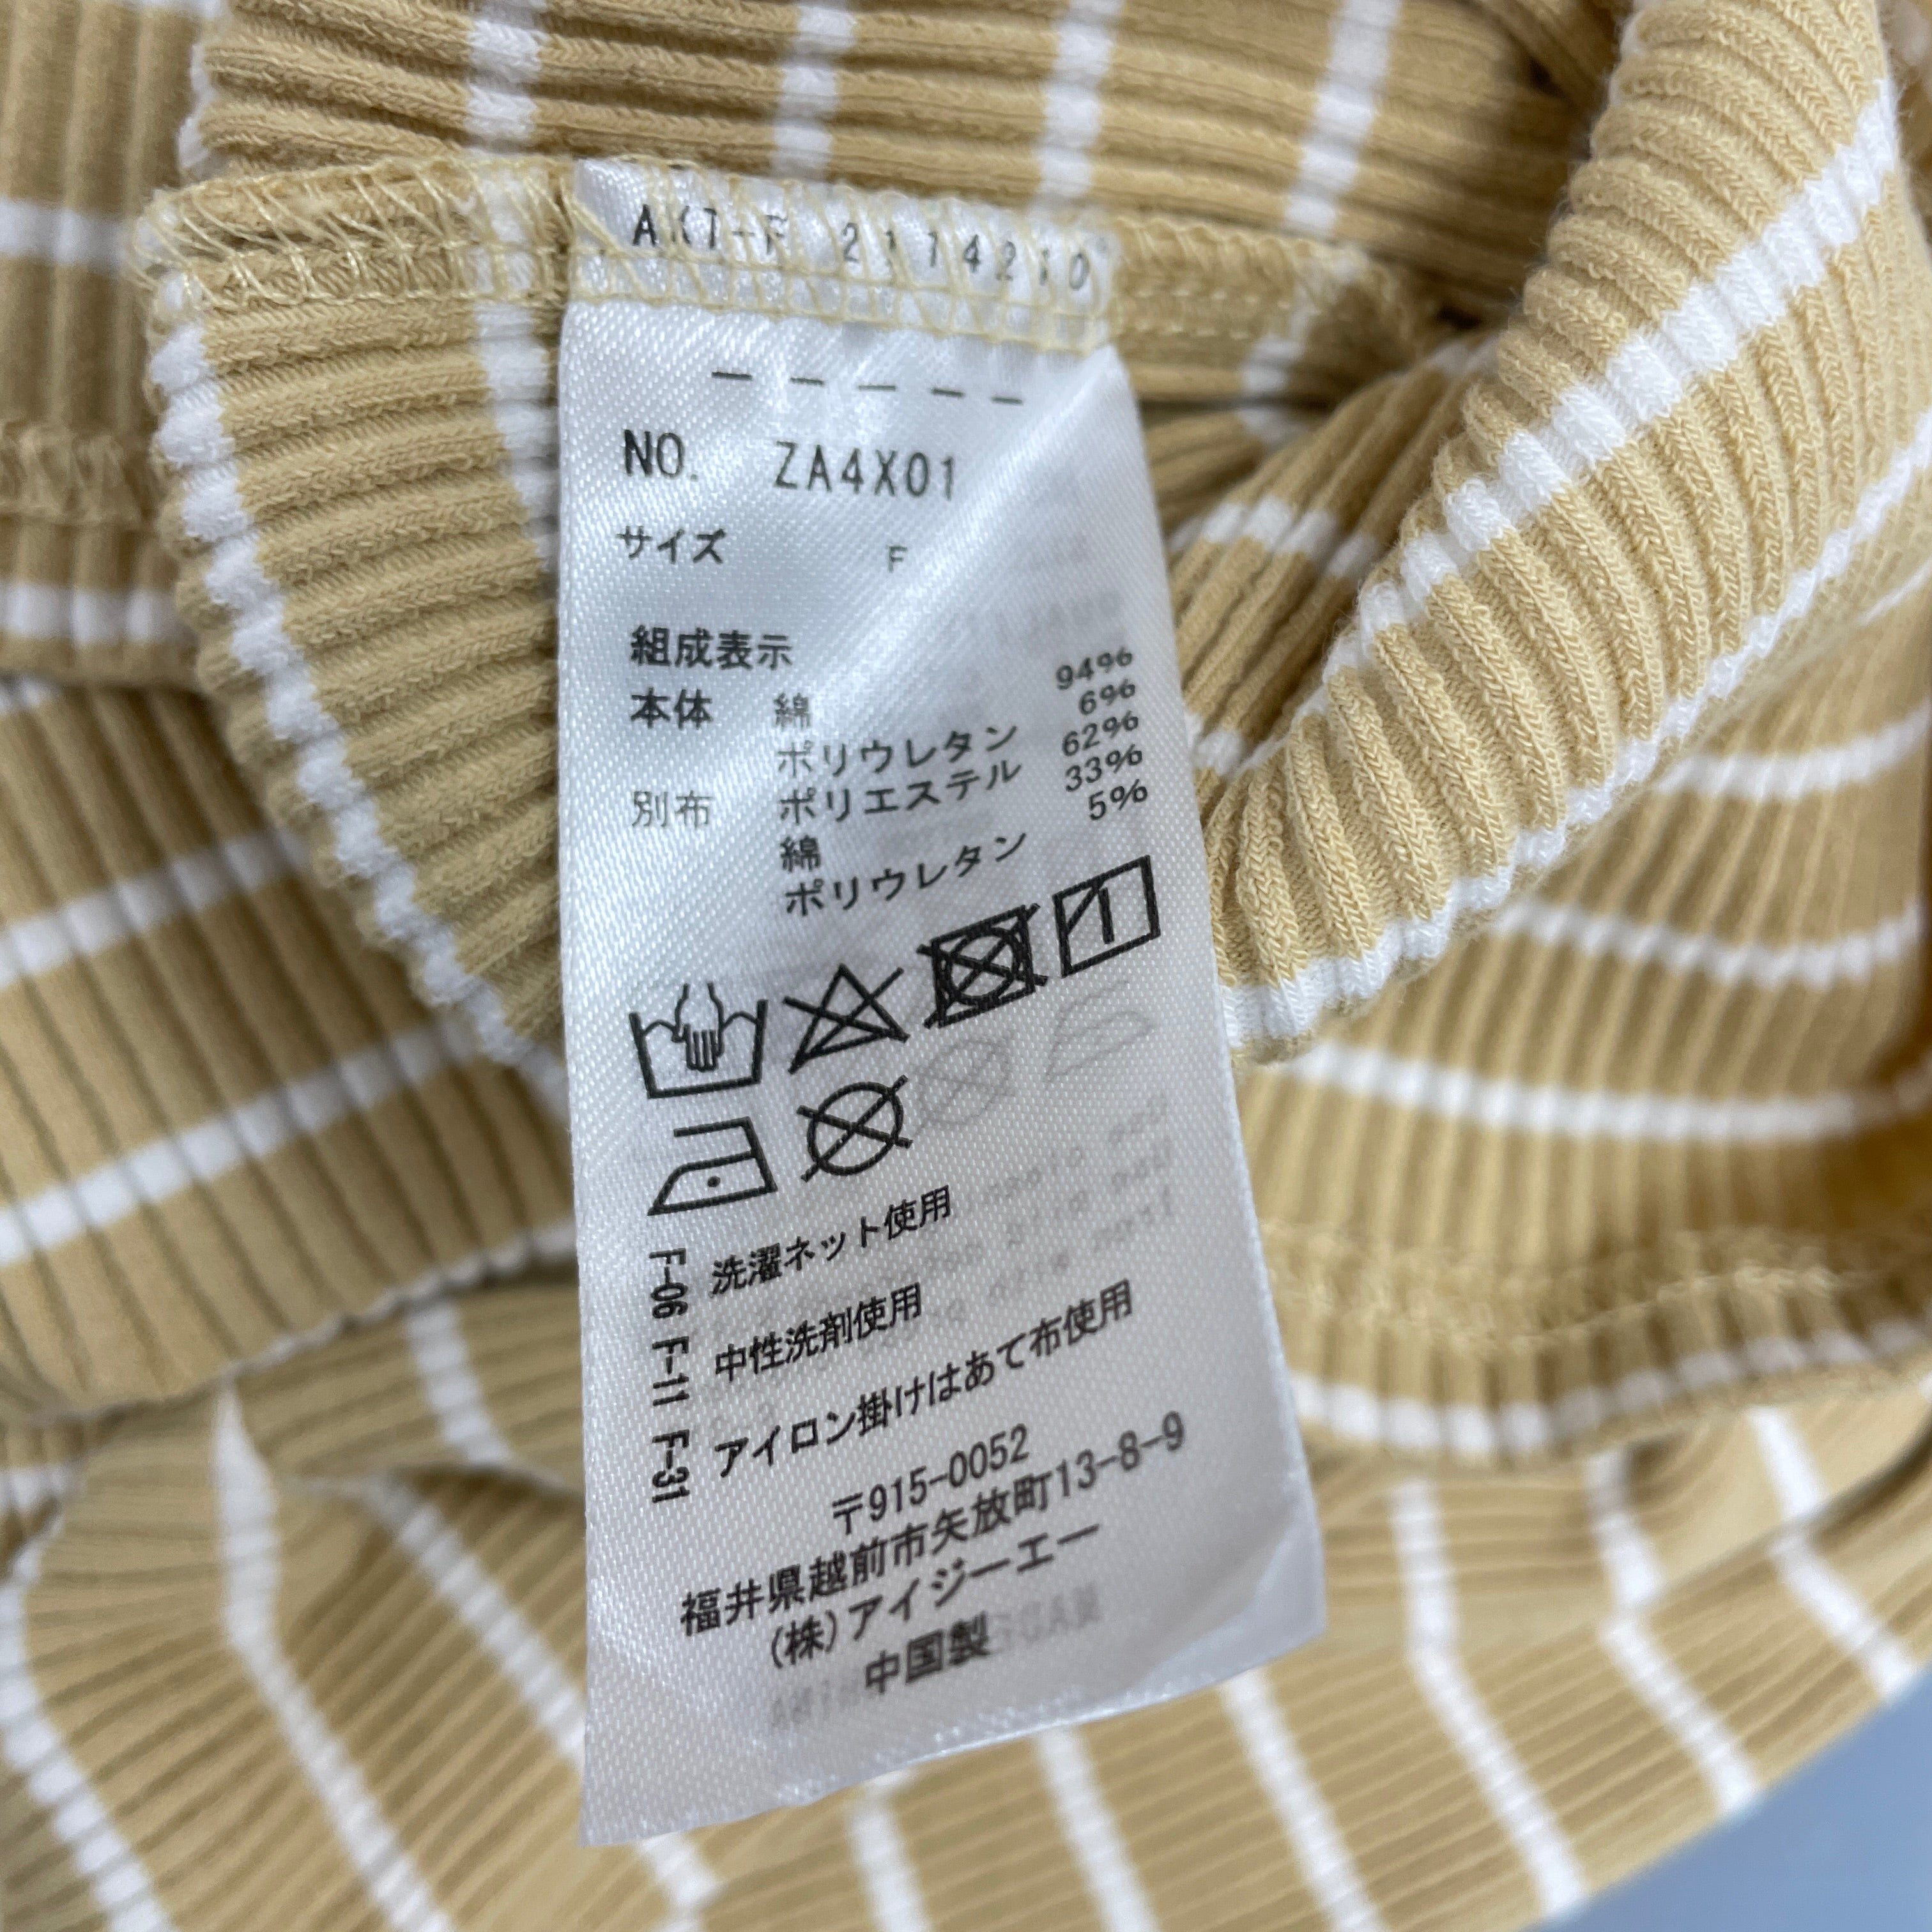 2174210
NO. ZA4X01
サイズ F
組成表示
本体 綿 94%
ポリウレタン 6%
別布 ポリエステル 62%
綿 33%
ポリウレタン 5%
洗濯ネット使用
中性洗剤使用
アイロン掛けはあて布使用
F-06 F-11 F-31
〒915-0052
福井県越前市矢放町13-8-9
(株)アイジーエー
中国製